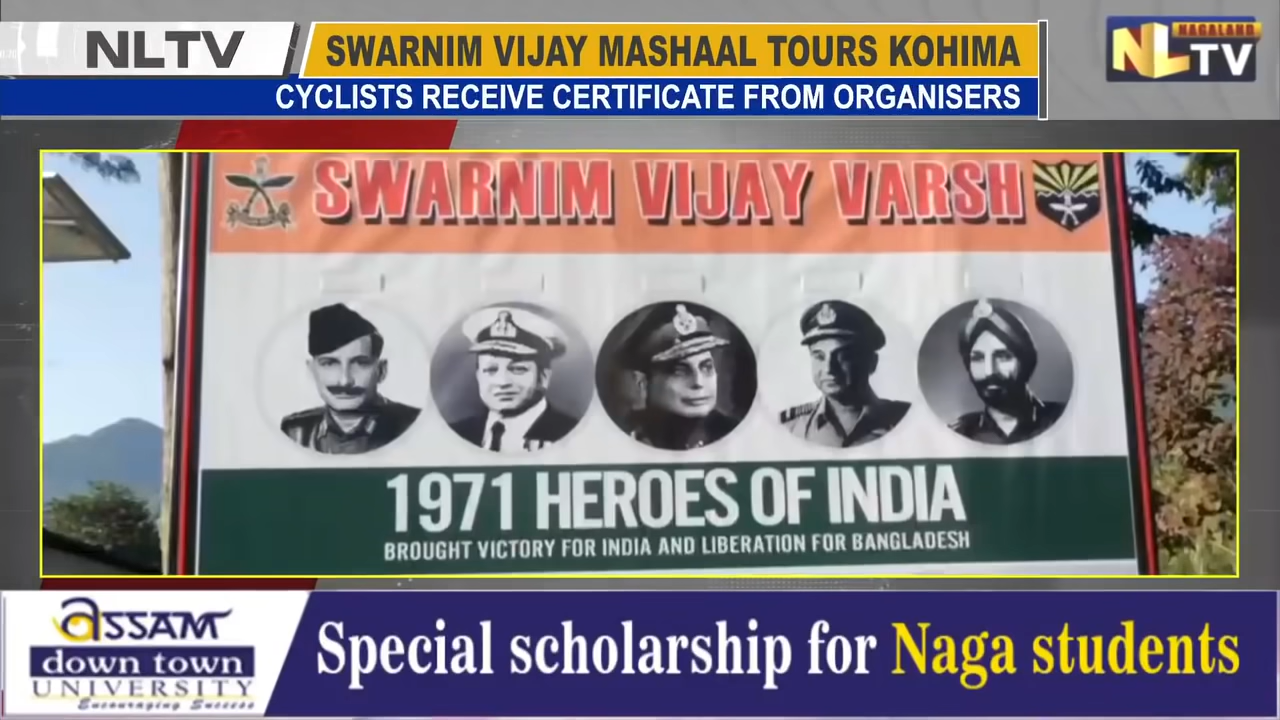 NLTV
SWARNIM VIJAY MASHAAL TOURS KOHIMA
CYCLISTS RECEIVE CERTIFICATE FROM ORGANISERS
NAGALAND
NLTV
SWARNIM VIJAY VARSH
1971 HEROES OF INDIA
BROUGHT VICTORY FOR INDIA AND LIBERATION FOR BANGLADESH
ASSAM
down town
UNIVERSITY
Encouraging Success
Special scholarship for Naga students